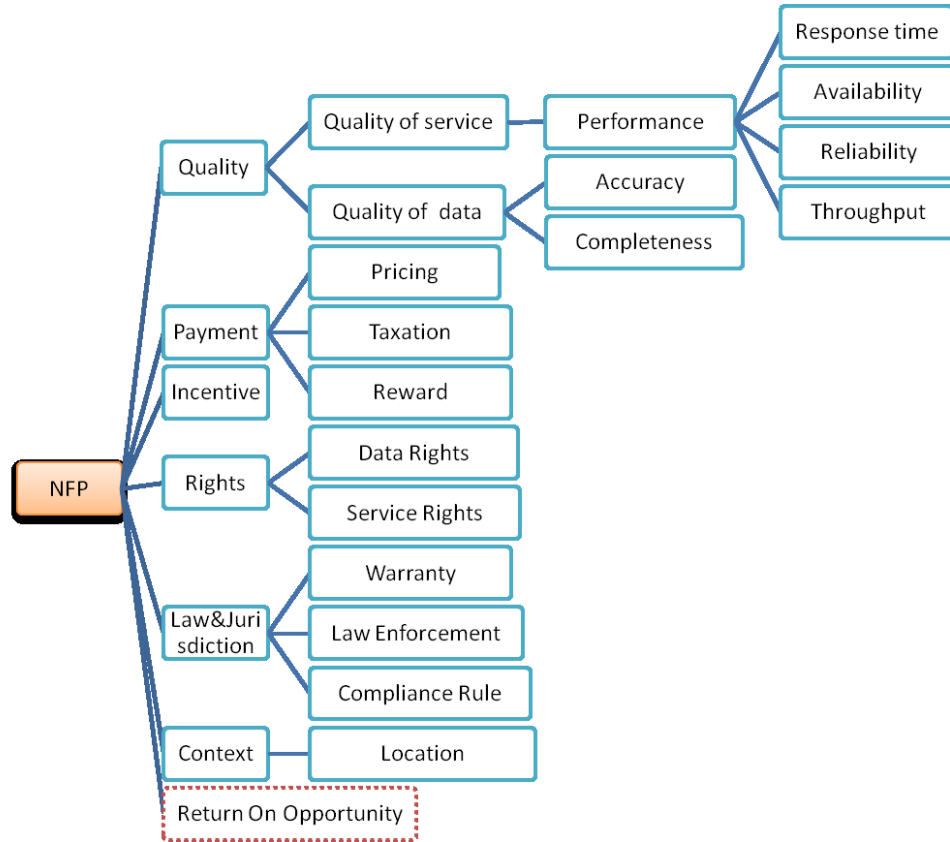 Response time
Quality of service
Performance
Availability
Quality
Reliability
Accuracy
Quality of data
Throughput
Completeness
Pricing
Payment
Taxation
Incentive
Reward
Data Rights
NFP
Rights
Service Rights
Warranty
Law&Juri
sdiction
Law Enforcement
Compliance Rule
Context
Location
Return On Opportunity